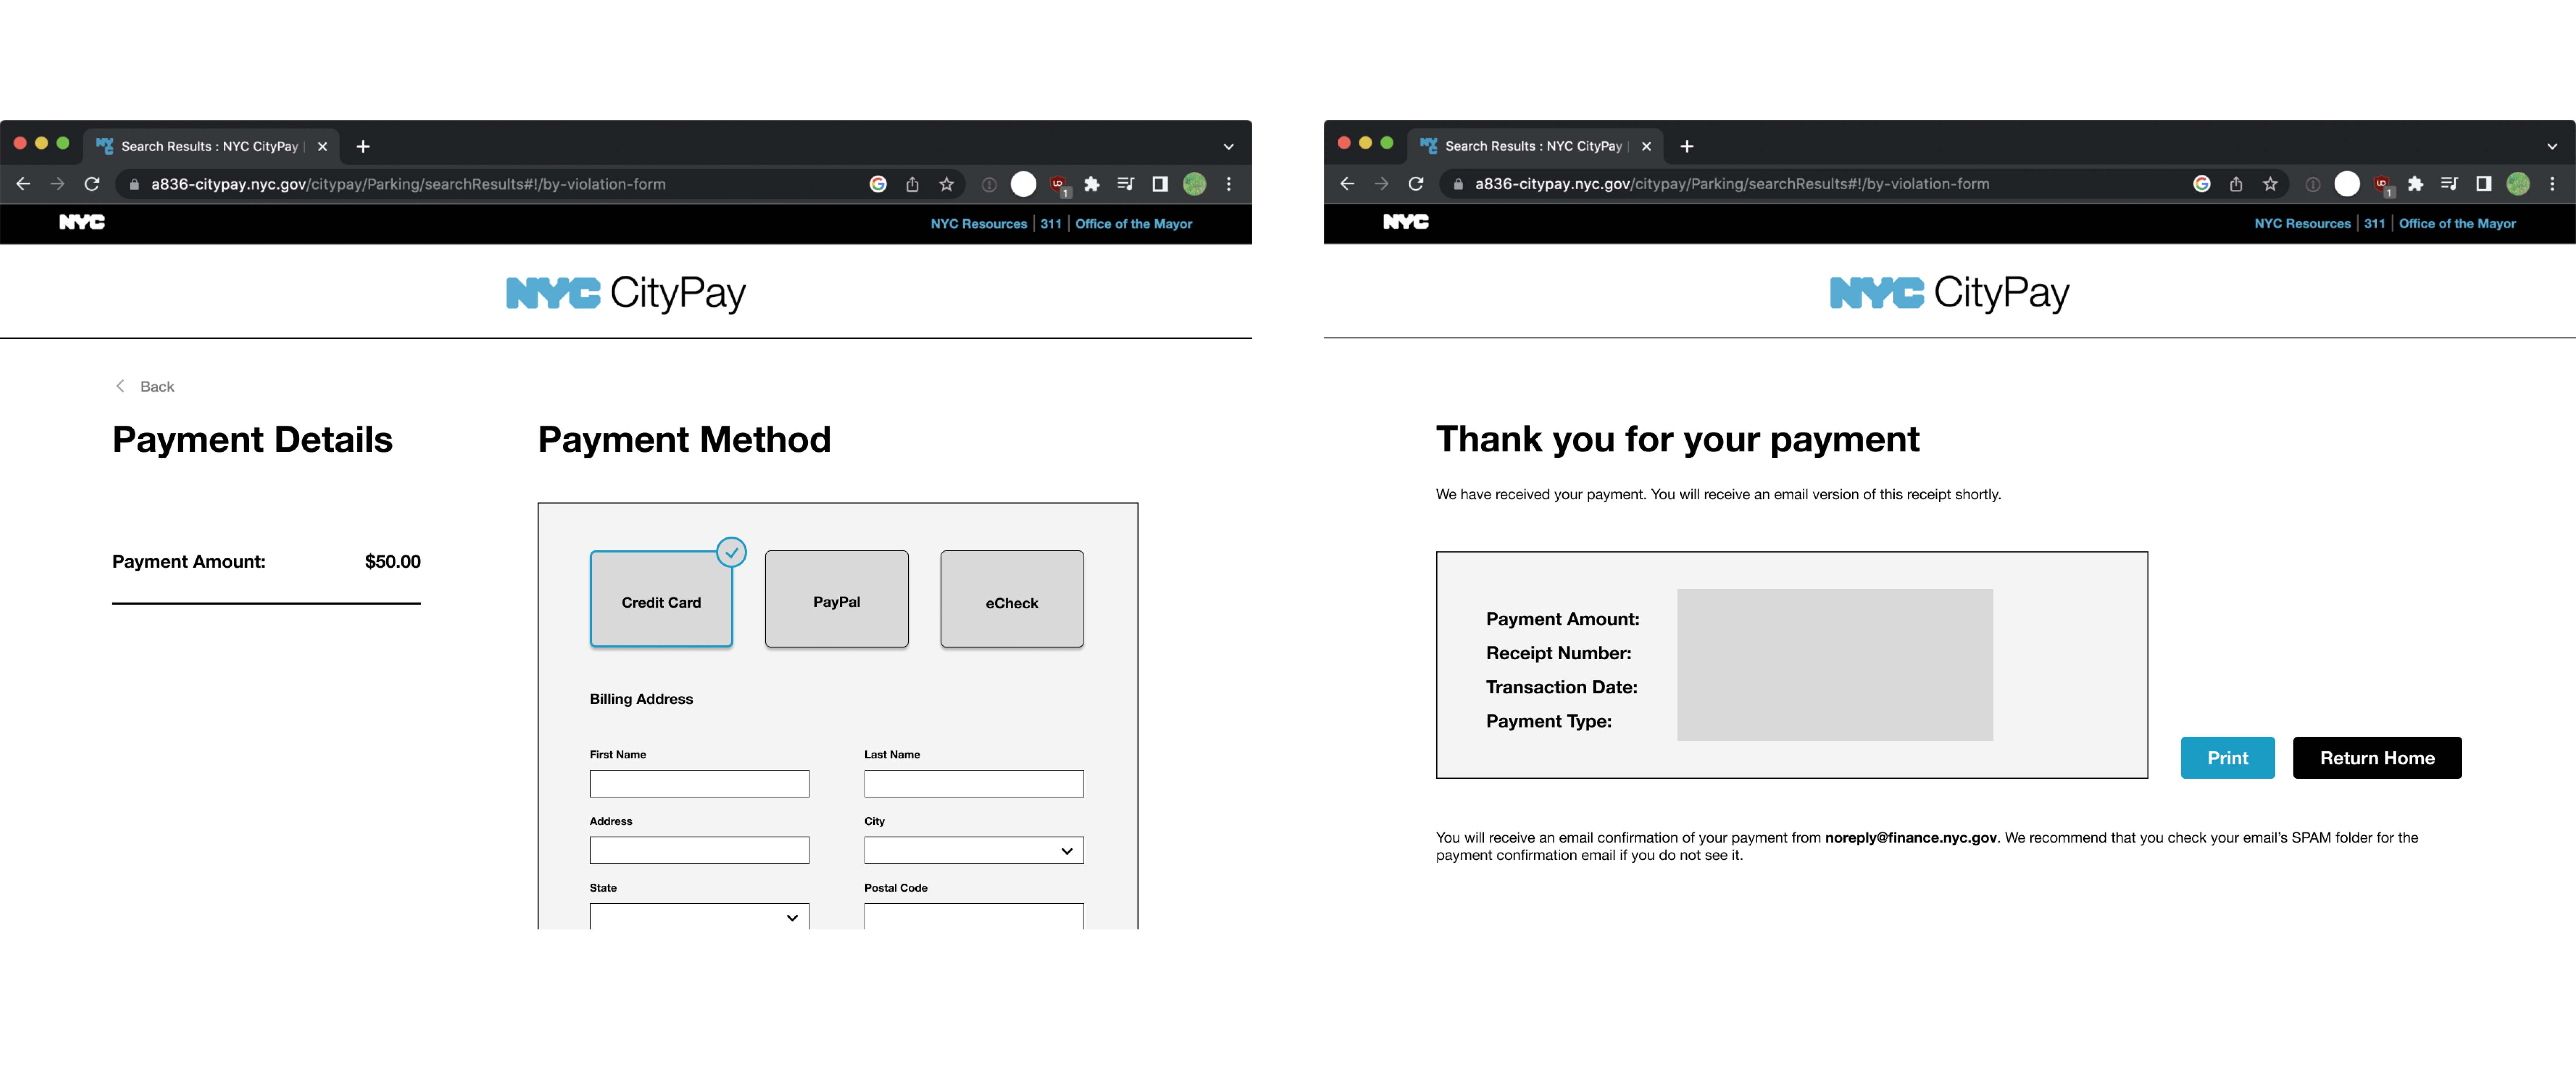 Search Results : NYC CityPay
a836-citypay.nyc.gov/citypay/Parking/searchResults#!/by-violation-form
1
NYC
NYC Resources | 311 | Office of the Mayor
NYC CityPay
Back
Payment Details
Payment Method
Payment Amount: $50.00
Credit Card
PayPal
eCheck
Billing Address
First Name
Last Name
Address
City
State
Postal Code
Search Results : NYC CityPay
a836-citypay.nyc.gov/citypay/Parking/searchResults#!/by-violation-form
1
NYC
NYC Resources | 311 | Office of the Mayor
NYC CityPay
Thank you for your payment
We have received your payment. You will receive an email version of this receipt shortly.
Payment Amount:
Receipt Number:
Transaction Date:
Payment Type:
Print
Return Home
You will receive an email confirmation of your payment from noreply@finance.nyc.gov. We recommend that you check your email's SPAM folder for the
payment confirmation email if you do not see it.